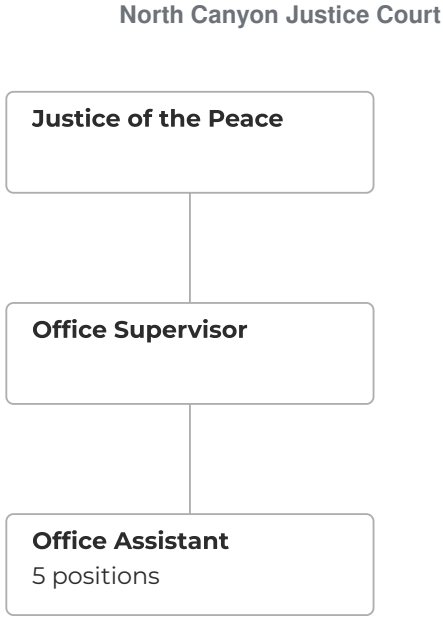 North Canyon Justice Court
Justice of the Peace
Office Supervisor
Office Assistant
5 positions